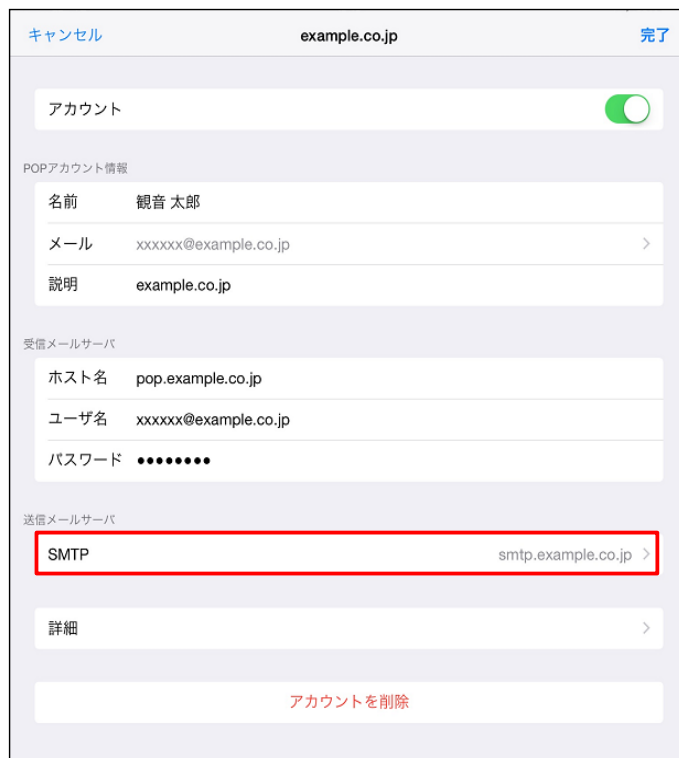 キャンセル example.co.jp 完了
アカウント
POPアカウント情報
名前 観音 太郎
メール xxxxxx@example.co.jp
説明 example.co.jp
受信メールサーバ
ホスト名 pop.example.co.jp
ユーザ名 xxxxxx@example.co.jp
パスワード ●●●●●●●●
送信メールサーバ
SMTP smtp.example.co.jp
詳細
アカウントを削除